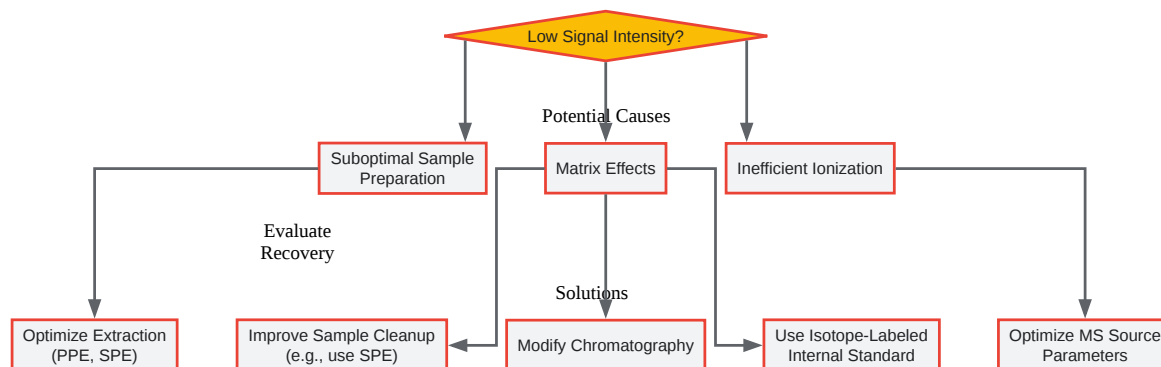 Low Signal Intensity?
Potential Causes
Suboptimal Sample
Preparation
Matrix Effects
Inefficient Ionization
Evaluate
Recovery
Solutions
Optimize Extraction
(PPE, SPE)
Improve Sample Cleanup
(e.g., use SPE)
Modify Chromatography
Use Isotope-Labeled
Internal Standard
Optimize MS Source
Parameters